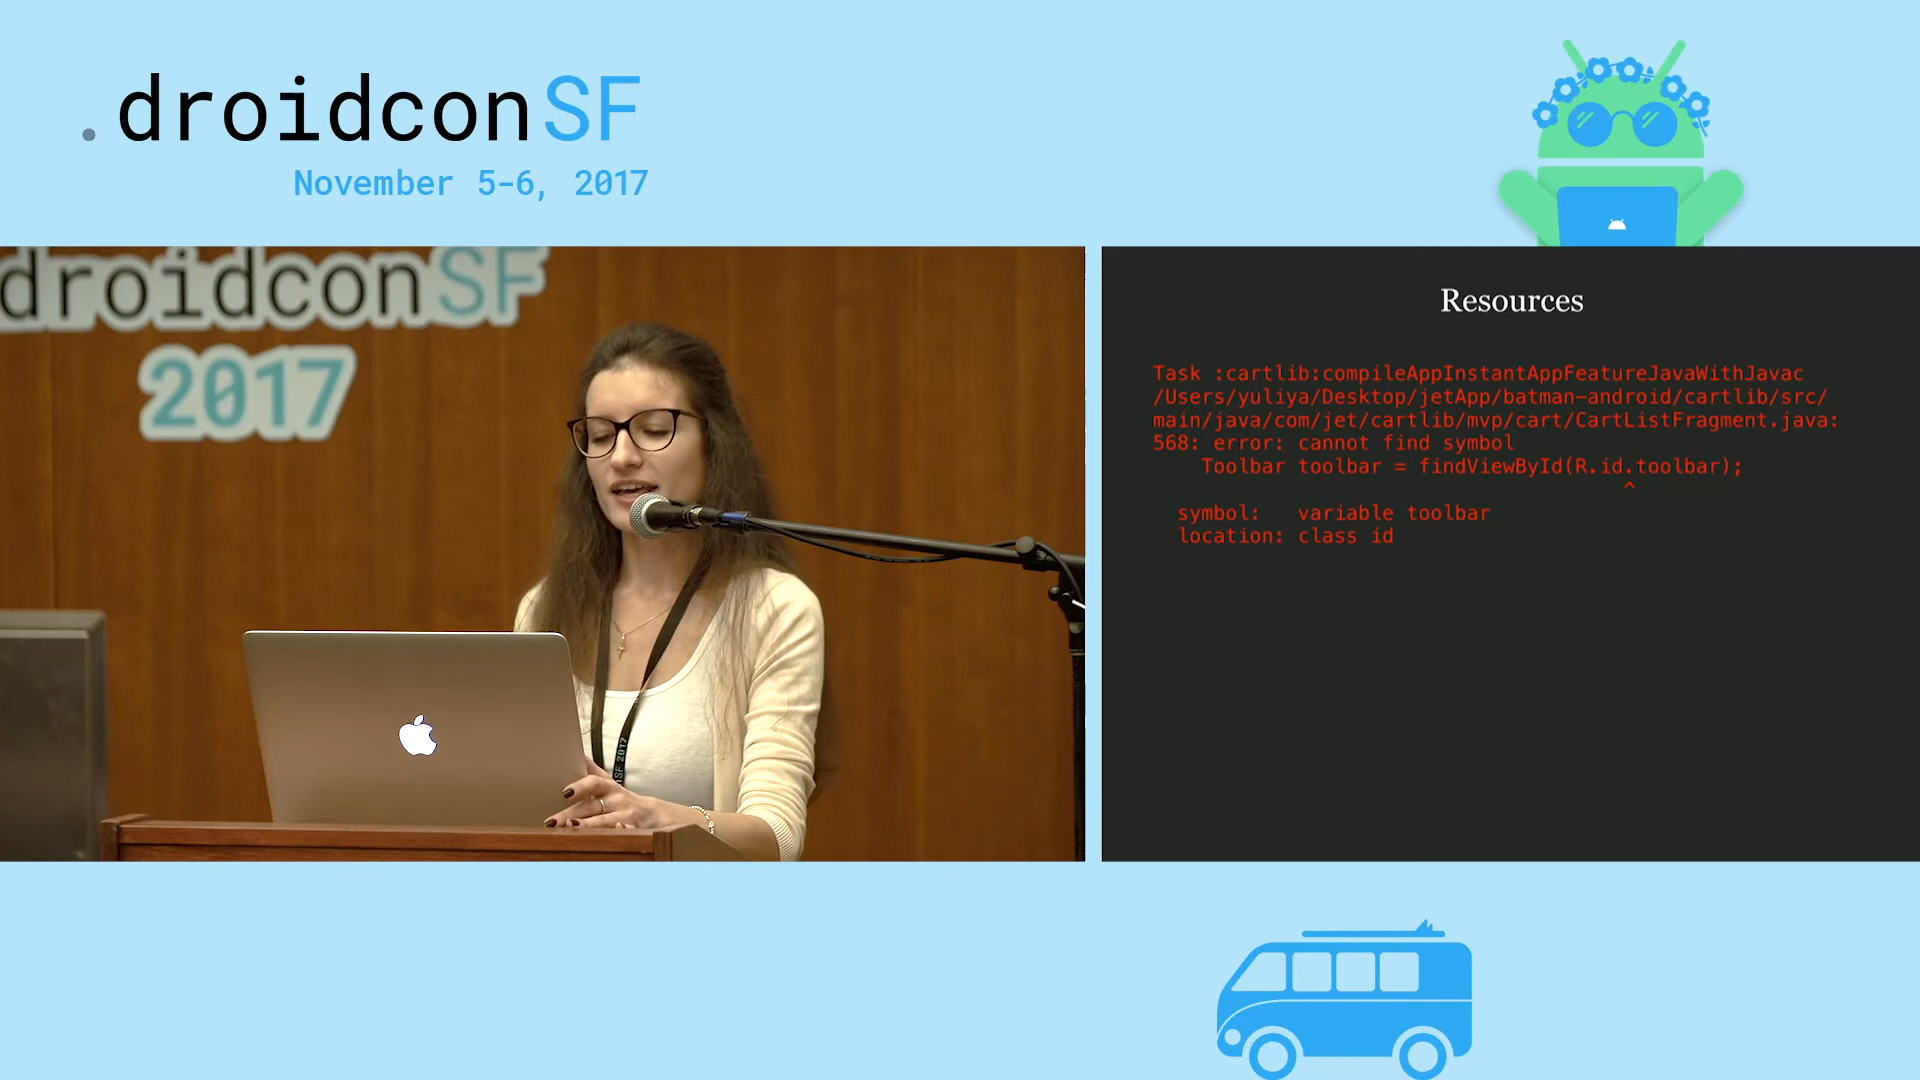 .droidconSF
November 5-6, 2017
droidconSF
2017
SF 2017
Resources
Task :cartlib:compileAppInstantAppFeatureJavaWithJavac
/Users/yuliya/Desktop/jetApp/batman-android/cartlib/src/
main/java/com/jet/cartlib/mvp/cart/CartListFragment.java:
568: error: cannot find symbol
Toolbar toolbar = findViewById(R.id.toolbar);
^
symbol: variable toolbar
location: class id